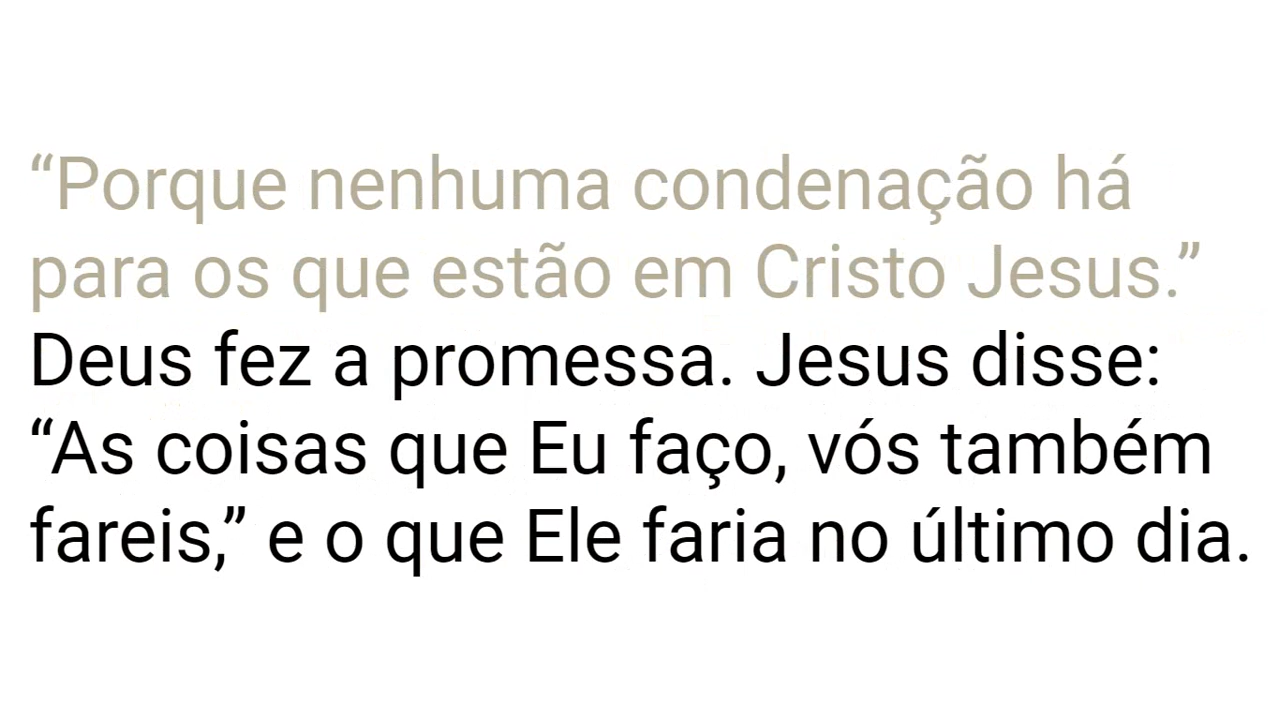 “Porque nenhuma condenação há
para os que estão em Cristo Jesus.”
Deus fez a promessa. Jesus disse:
“As coisas que Eu faço, vós também
fareis,” e o que Ele faria no último dia.